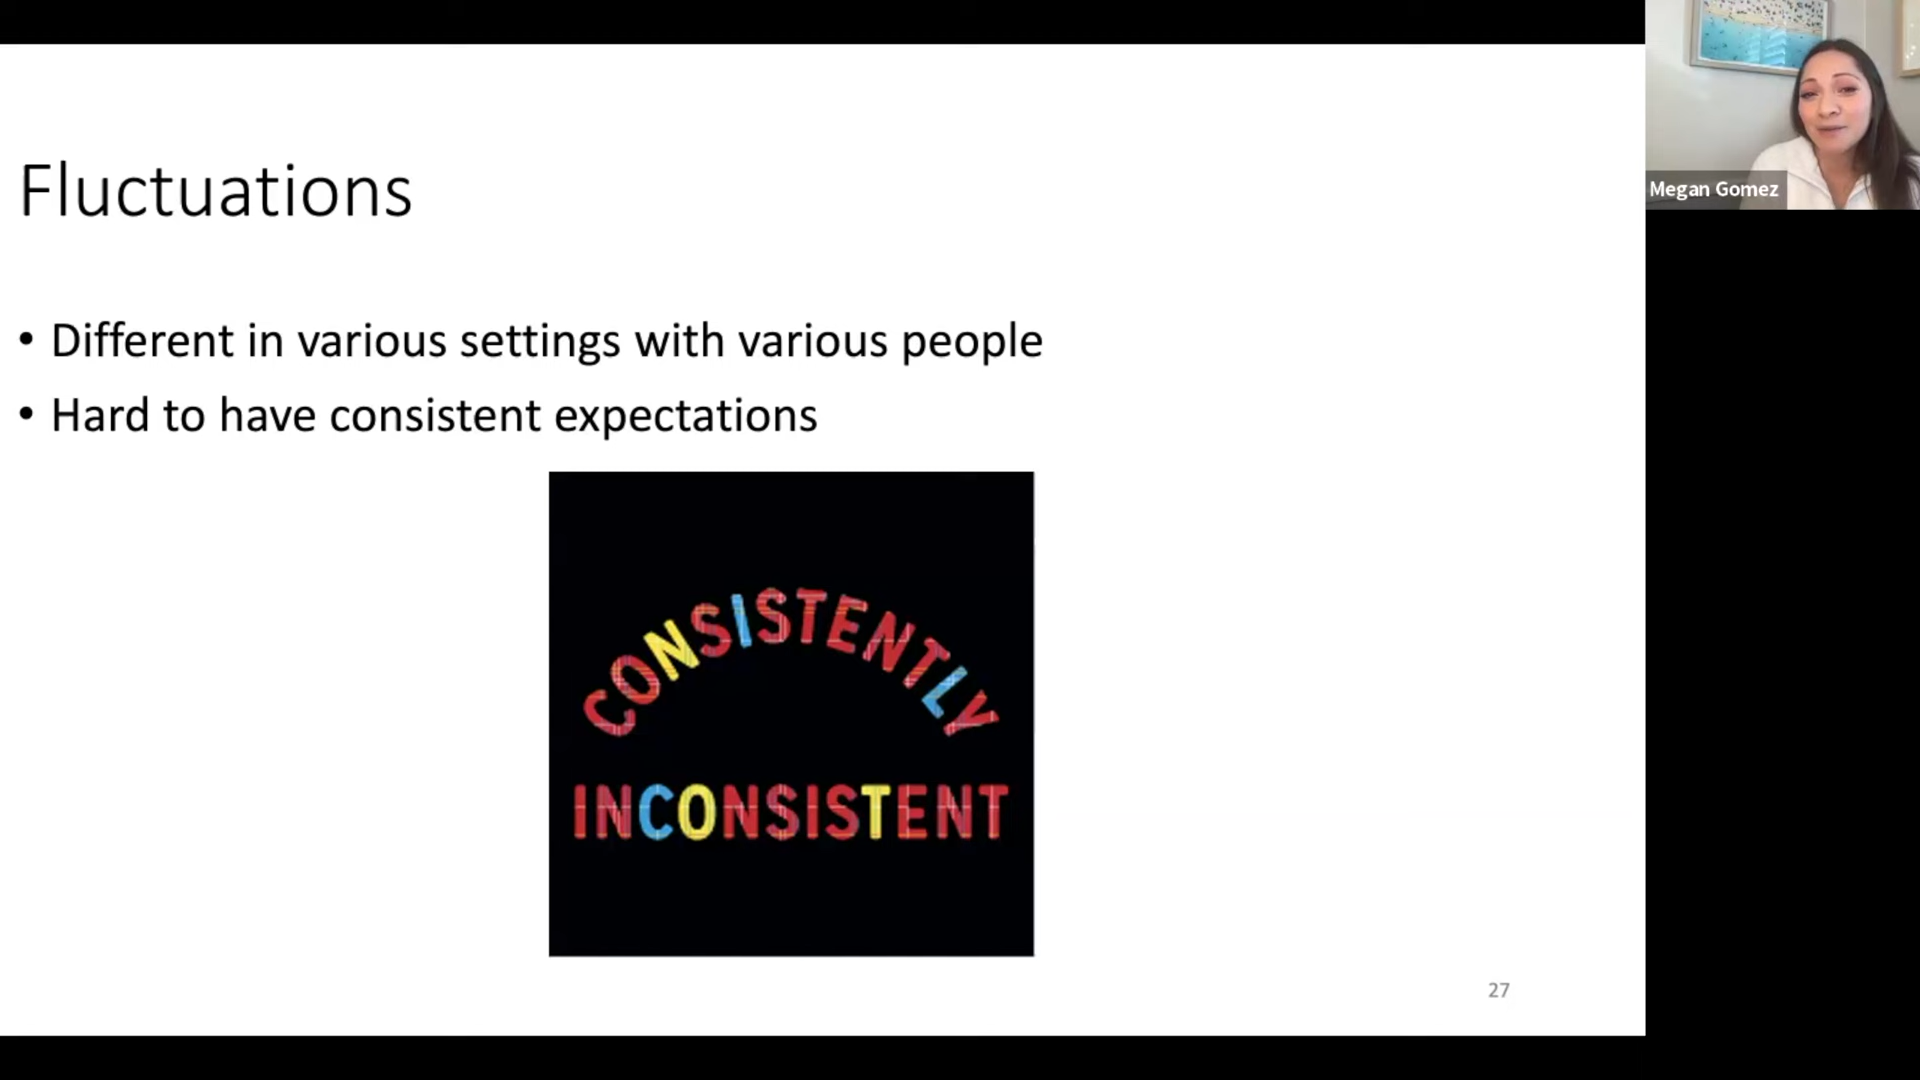 Fluctuations
• Different in various settings with various people
• Hard to have consistent expectations
CONSISTENTLY
INCONSISTENT
27
Megan Gomez